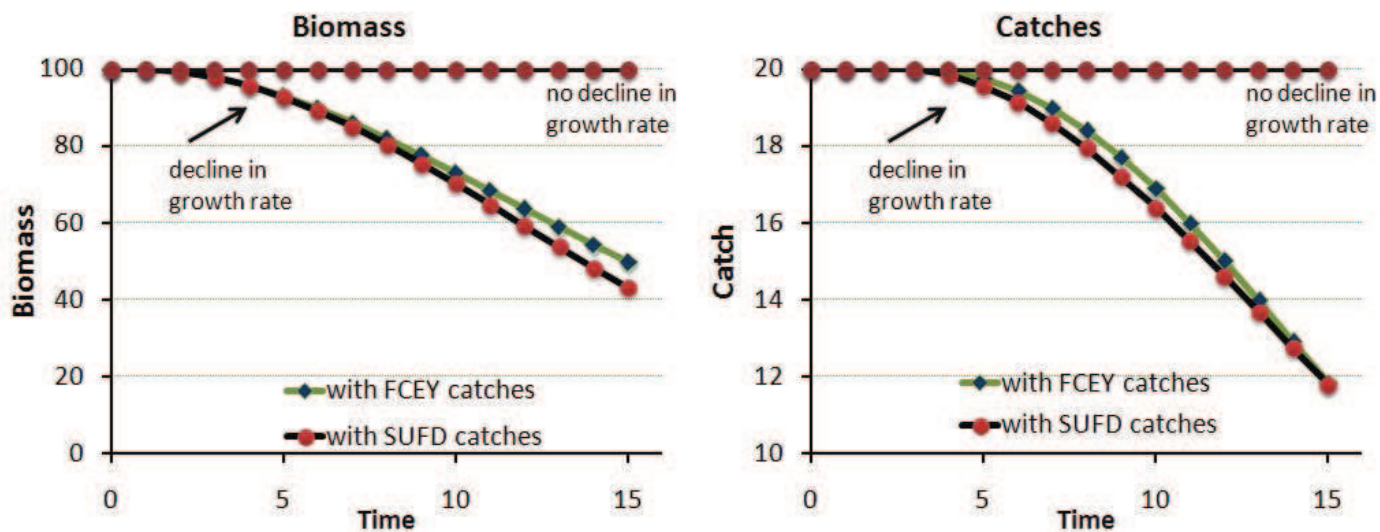 Biomass
100
80
60
40
20
0
Biomass
no decline in
growth rate
decline in
growth rate
with FCEY catches
with SUFD catches
0 5 10 15
Time
Catches
20
18
16
14
12
10
Catch
no decline in
growth rate
decline in
growth rate
with FCEY catches
with SUFD catches
0 5 10 15
Time